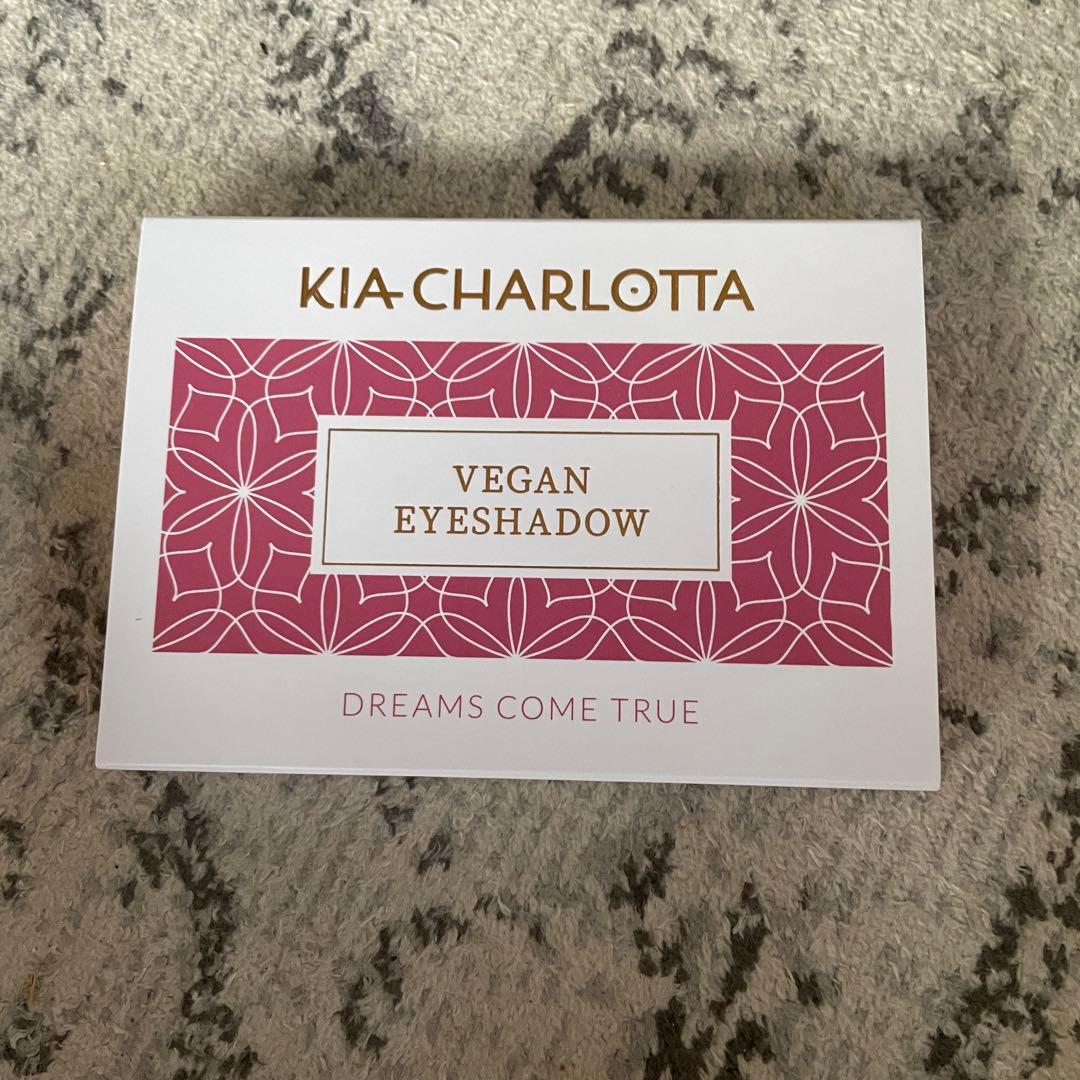 KIA-CHARLOTTA
VEGAN
EYESHADOW
DREAMS COME TRUE